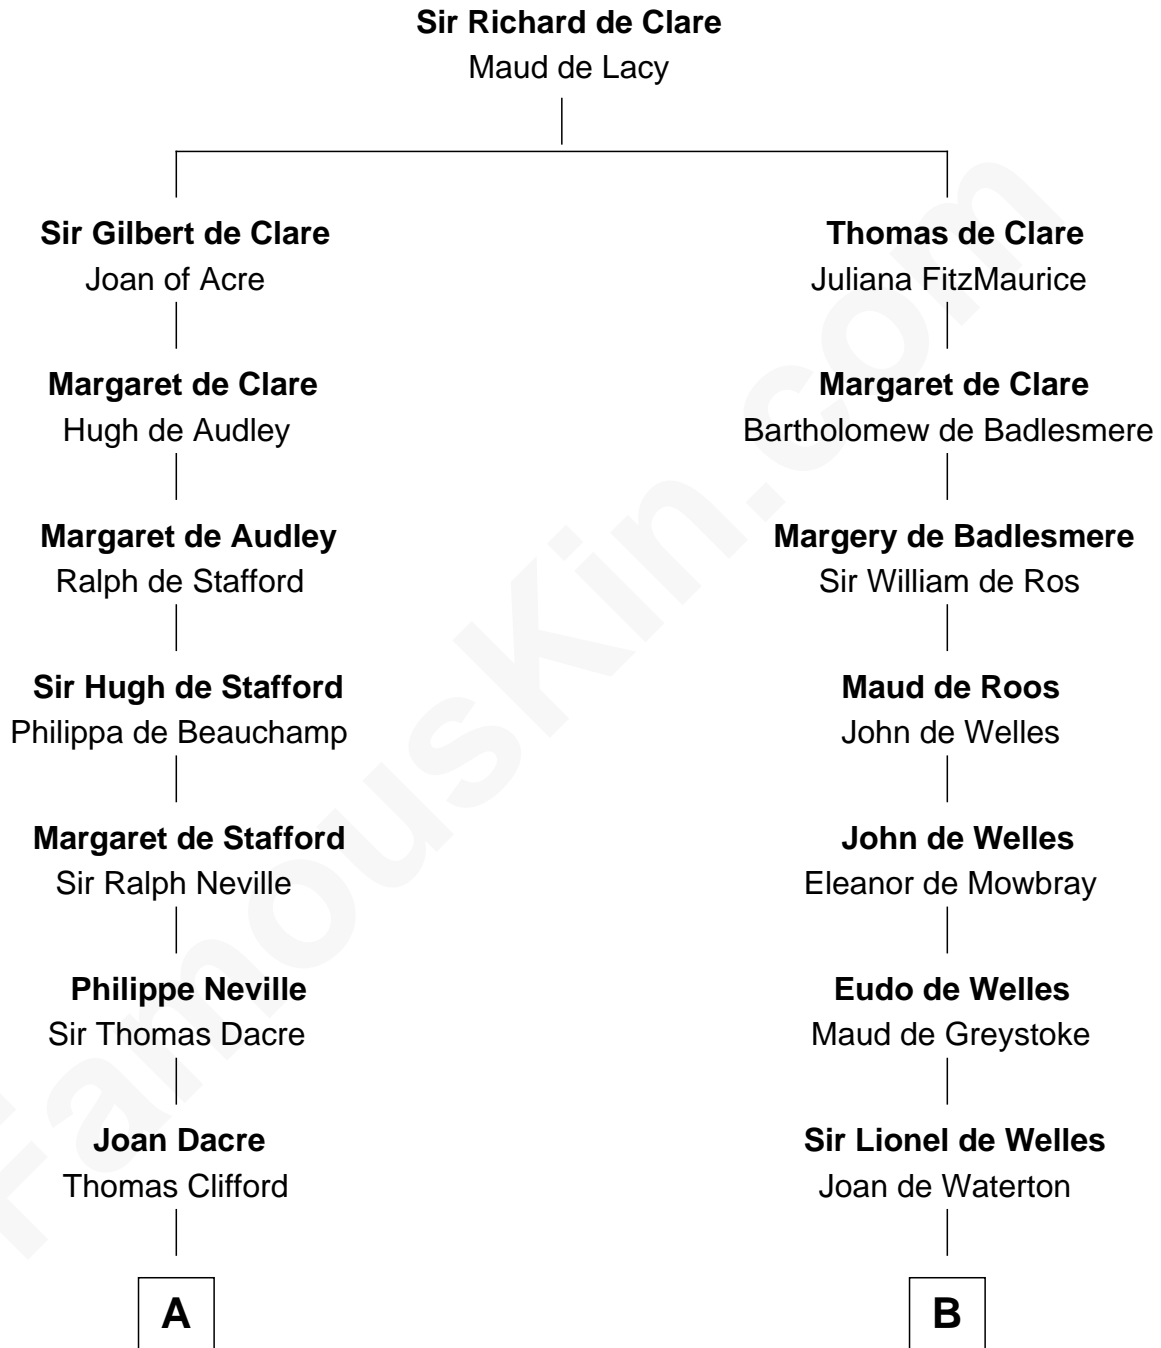 Sir Richard de Clare
Maud de Lacy
Sir Gilbert de Clare
Joan of Acre
Margaret de Clare
Hugh de Audley
Margaret de Audley
Ralph de Stafford
Sir Hugh de Stafford
Philippa de Beauchamp
Margaret de Stafford
Sir Ralph Neville
Philippe Neville
Sir Thomas Dacre
Joan Dacre
Thomas Clifford
A
Thomas de Clare
Juliana FitzMaurice
Margaret de Clare
Bartholomew de Badlesmere
Margery de Badlesmere
Sir William de Ros
Maud de Roos
John de Welles
John de Welles
Eleanor de Mowbray
Eudo de Welles
Maud de Greystoke
Sir Lionel de Welles
Joan de Waterton
B
FamousKin.com